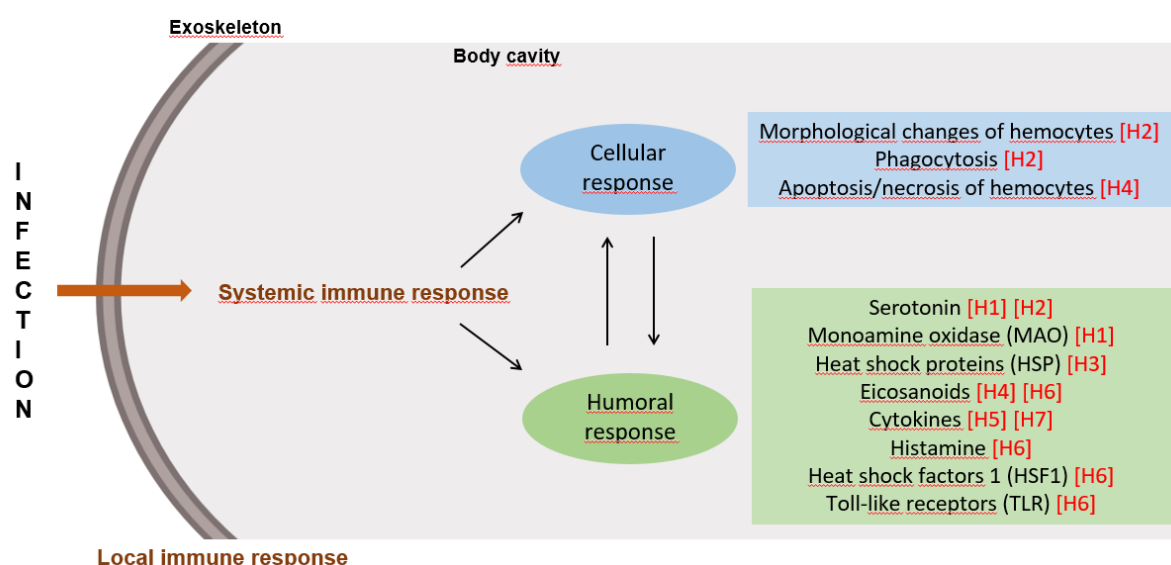 Exoskeleton
Body cavity
INFECTION
Cellular
response
Morphological changes of hemocytes [H2]
Phagocytosis [H2]
Apoptosis/necrosis of hemocytes [H4]
Systemic immune response
Humoral
response
Serotonin [H1] [H2]
Monoamine oxidase (MAO) [H1]
Heat shock proteins (HSP) [H3]
Eicosanoids [H4] [H6]
Cytokines [H5] [H7]
Histamine [H6]
Heat shock factors 1 (HSF1) [H6]
Toll-like receptors (TLR) [H6]
Local immune response